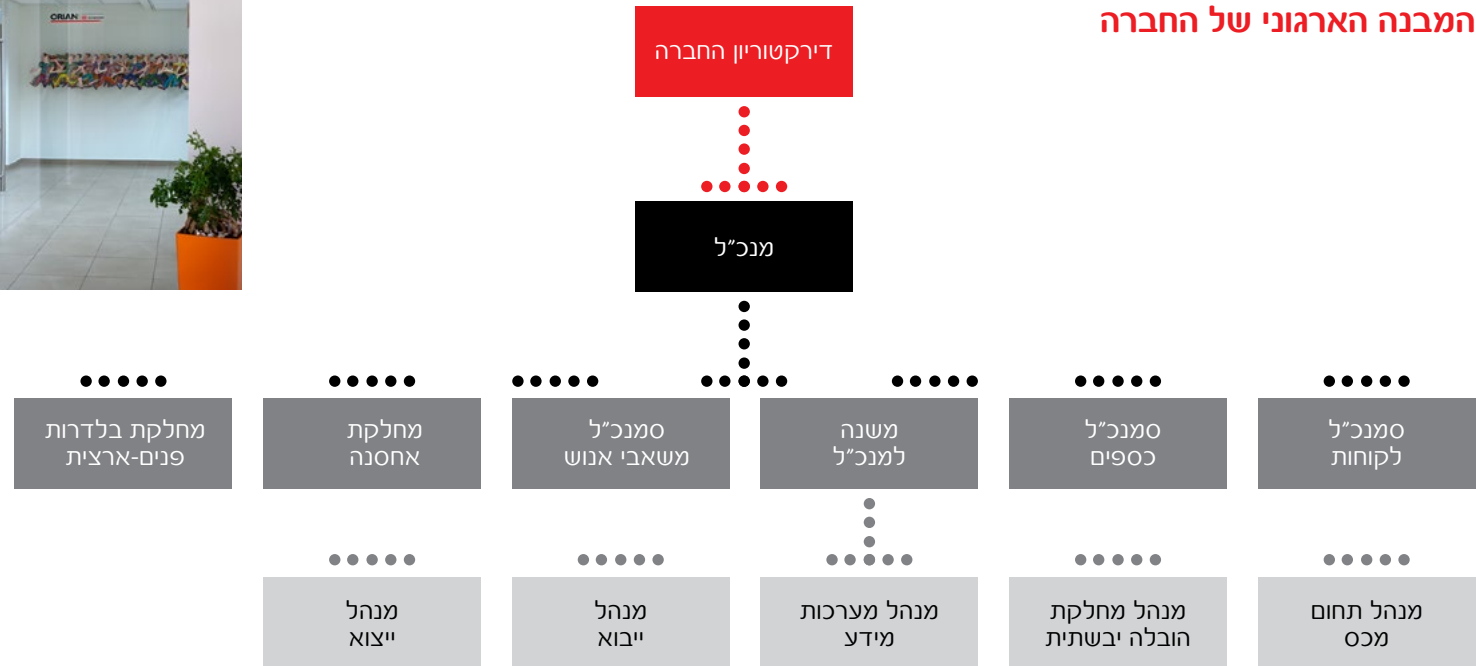 המבנה הארגוני של החברה
ORIAN
דירקטוריון החברה
מנכ״ל
סמנכ״ל
לקוחות
סמנכ״ל
כספים
משנה
למנכ״ל
סמנכ״ל
משאבי אנוש
מחלקת
אחסנה
מחלקת בלדרות
פנים-ארצית
מנהל תחום
מכס
מנהל מחלקת
הובלה יבשתית
מנהל מערכות
מידע
מנהל
ייבוא
מנהל
ייצוא